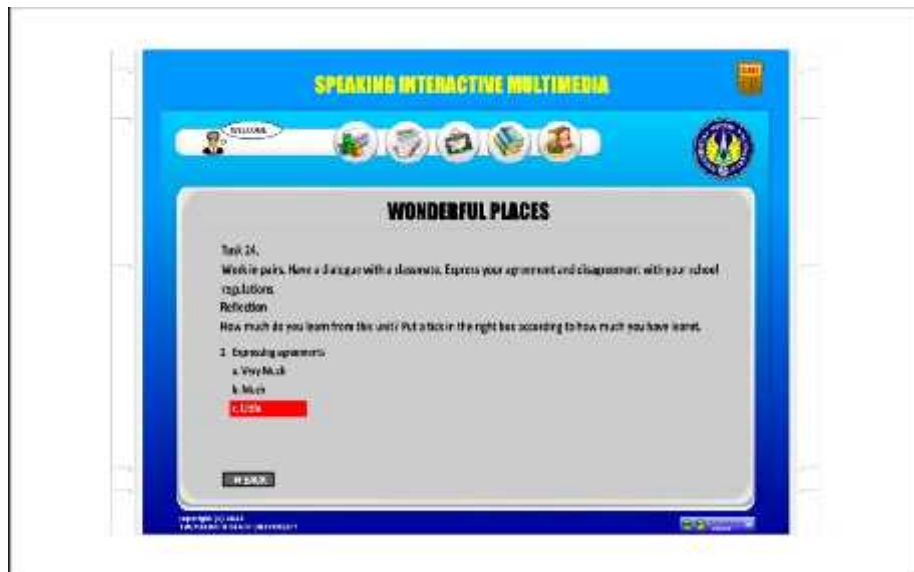 SPEAKING INTERACTIVE MULTIMEDIA
WELCOME
WONDERFUL PLACES
Task 24.
Work in pairs. Have a dialogue with a classmate. Express your agreement and disagreement with your school
regulations.
Reflection
How much do you learn from this unit? Put a tick in the right box according to how much you have learnt.
Expressing agreements
a. Very Much
b. Much
c. Little
BACK